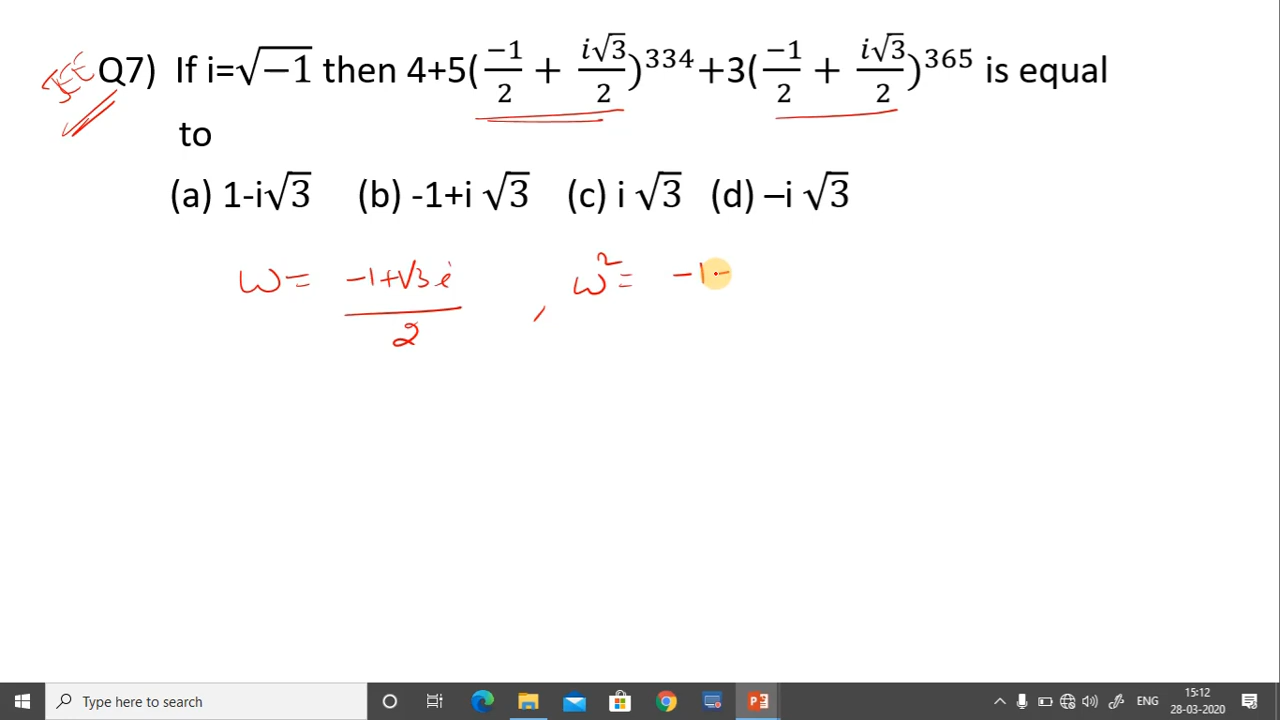 JEE Q7) If i=√−1 then 4+5(−1/2 + i√3/2)^334+3(−1/2 + i√3/2)^365 is equal
to
(a) 1-i√3 (b) -1+i √3 (c) i √3 (d) –i √3
ω = −1+√3i/2 , ω² = −1−
Type here to search
ENG
15:12
28-03-2020